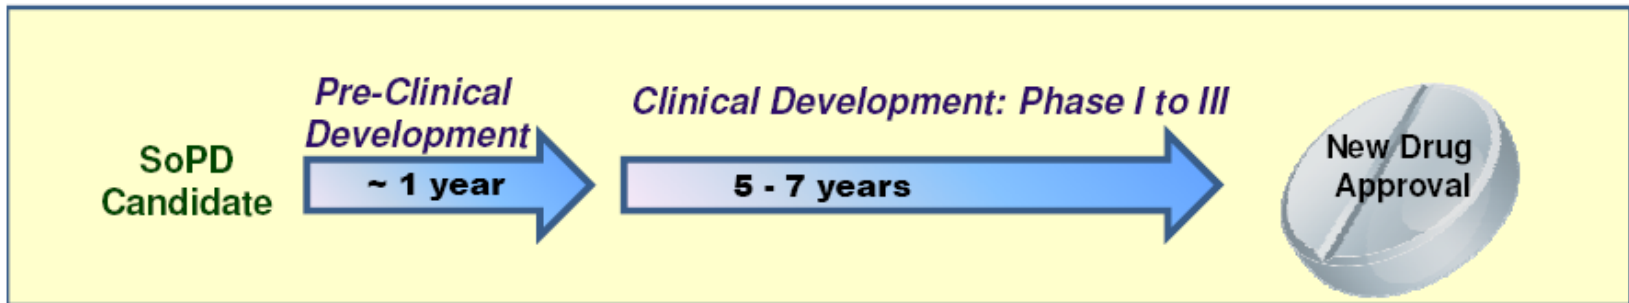 SoPD
Candidate
Pre-Clinical
Development
~ 1 year
Clinical Development: Phase I to III
5 - 7 years
New Drug
Approval